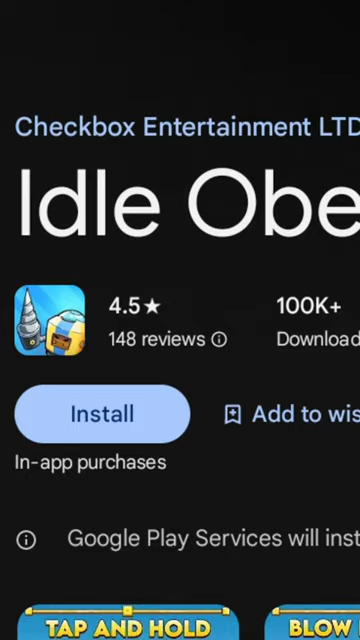 Checkbox Entertainment LTD
Idle Obe
4.5★ 100K+
148 reviews Download
Install Add to wis
In-app purchases
Google Play Services will inst
TAP AND HOLD BLOW